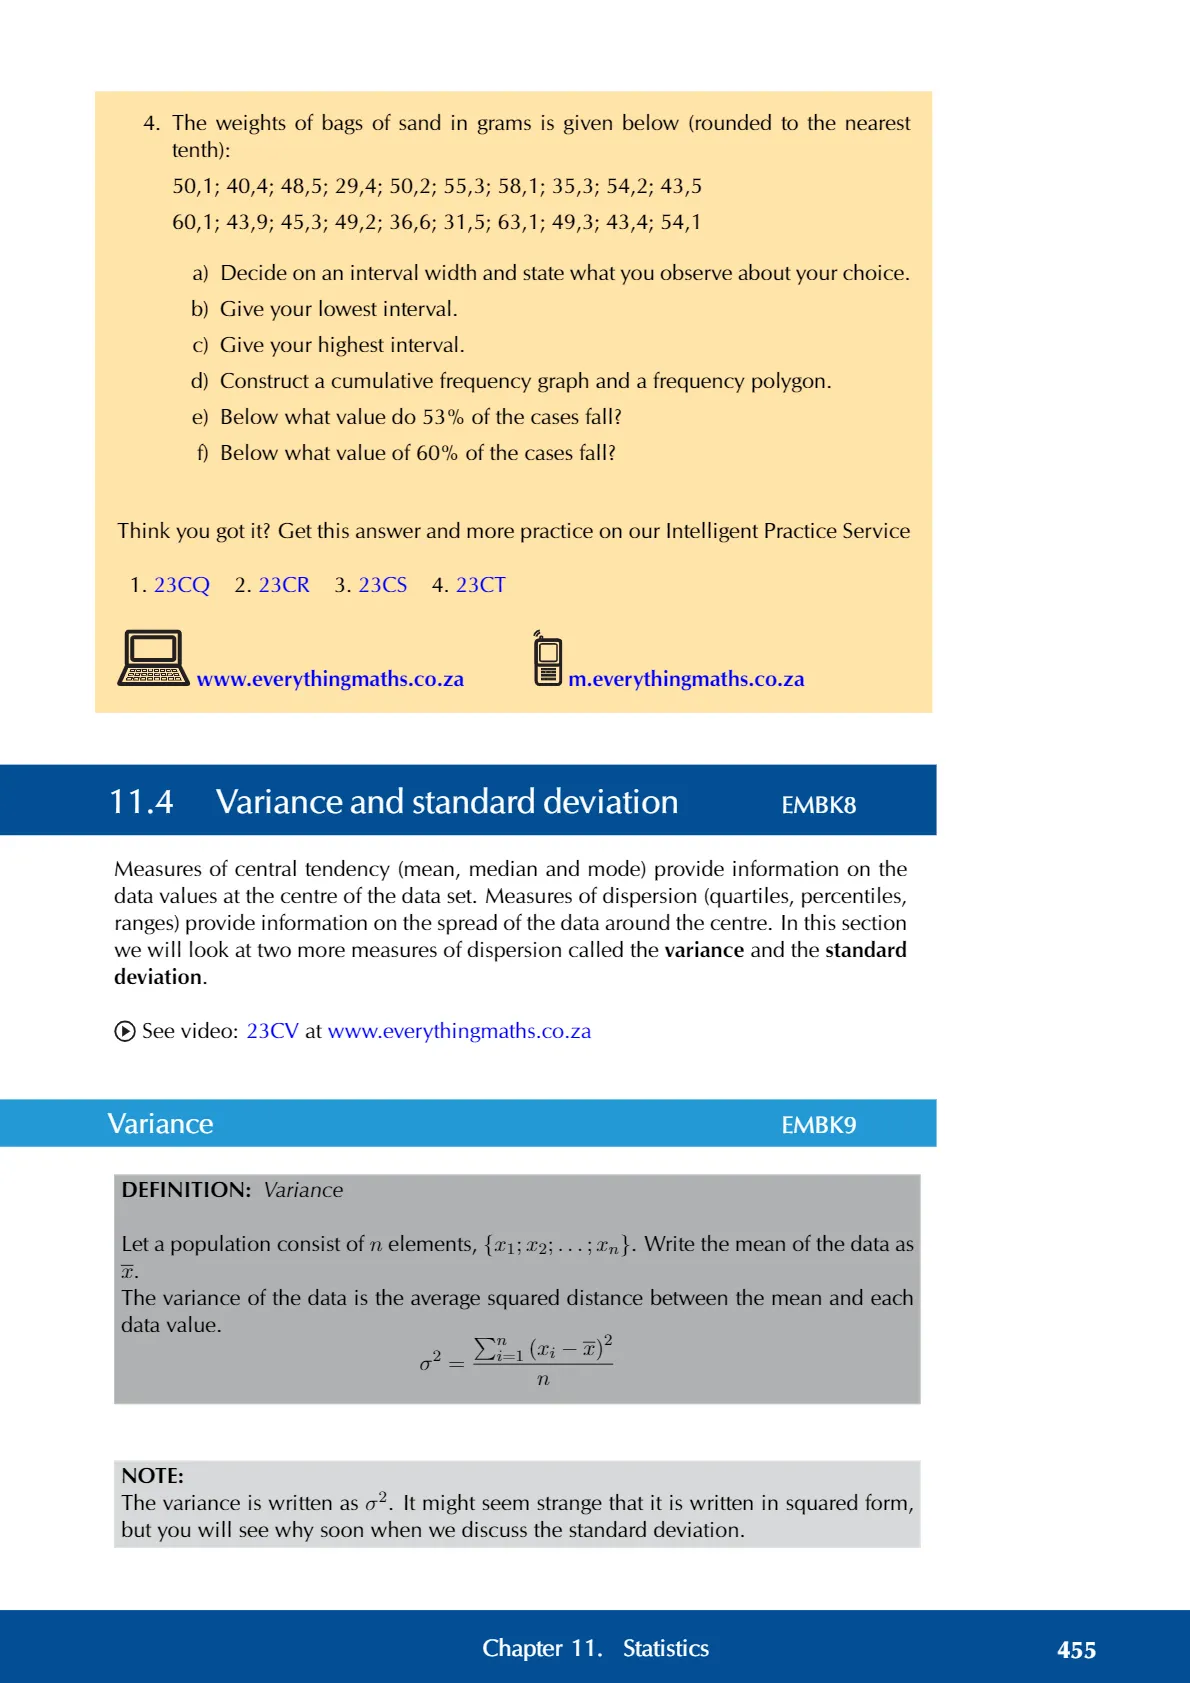 4. The weights of bags of sand in grams is given below (rounded to the nearest
tenth):
50,1; 40,4; 48,5; 29,4; 50,2; 55,3; 58,1; 35,3; 54,2; 43,5
60,1; 43,9; 45,3; 49,2; 36,6; 31,5; 63,1; 49,3; 43,4; 54,1
a) Decide on an interval width and state what you observe about your choice.
b) Give your lowest interval.
c) Give your highest interval.
d) Construct a cumulative frequency graph and a frequency polygon.
e) Below what value do 53% of the cases fall?
f) Below what value of 60% of the cases fall?
Think you got it? Get this answer and more practice on our Intelligent Practice Service
1. 23CQ 2. 23CR 3. 23CS 4. 23CT
www.everythingmaths.co.za m.everythingmaths.co.za
11.4 Variance and standard deviation EMBK8
Measures of central tendency (mean, median and mode) provide information on the
data values at the centre of the data set. Measures of dispersion (quartiles, percentiles,
ranges) provide information on the spread of the data around the centre. In this section
we will look at two more measures of dispersion called the variance and the standard
deviation.
See video: 23CV at www.everythingmaths.co.za
Variance EMBK9
DEFINITION: Variance
Let a population consist of n elements, {x₁; x₂; . . . ; xₙ}. Write the mean of the data as
x̅.
The variance of the data is the average squared distance between the mean and each
data value.
σ² = ∑ⁿᵢ₌₁ (xᵢ − x̅)² / n
NOTE:
The variance is written as σ². It might seem strange that it is written in squared form,
but you will see why soon when we discuss the standard deviation.
Chapter 11. Statistics 455